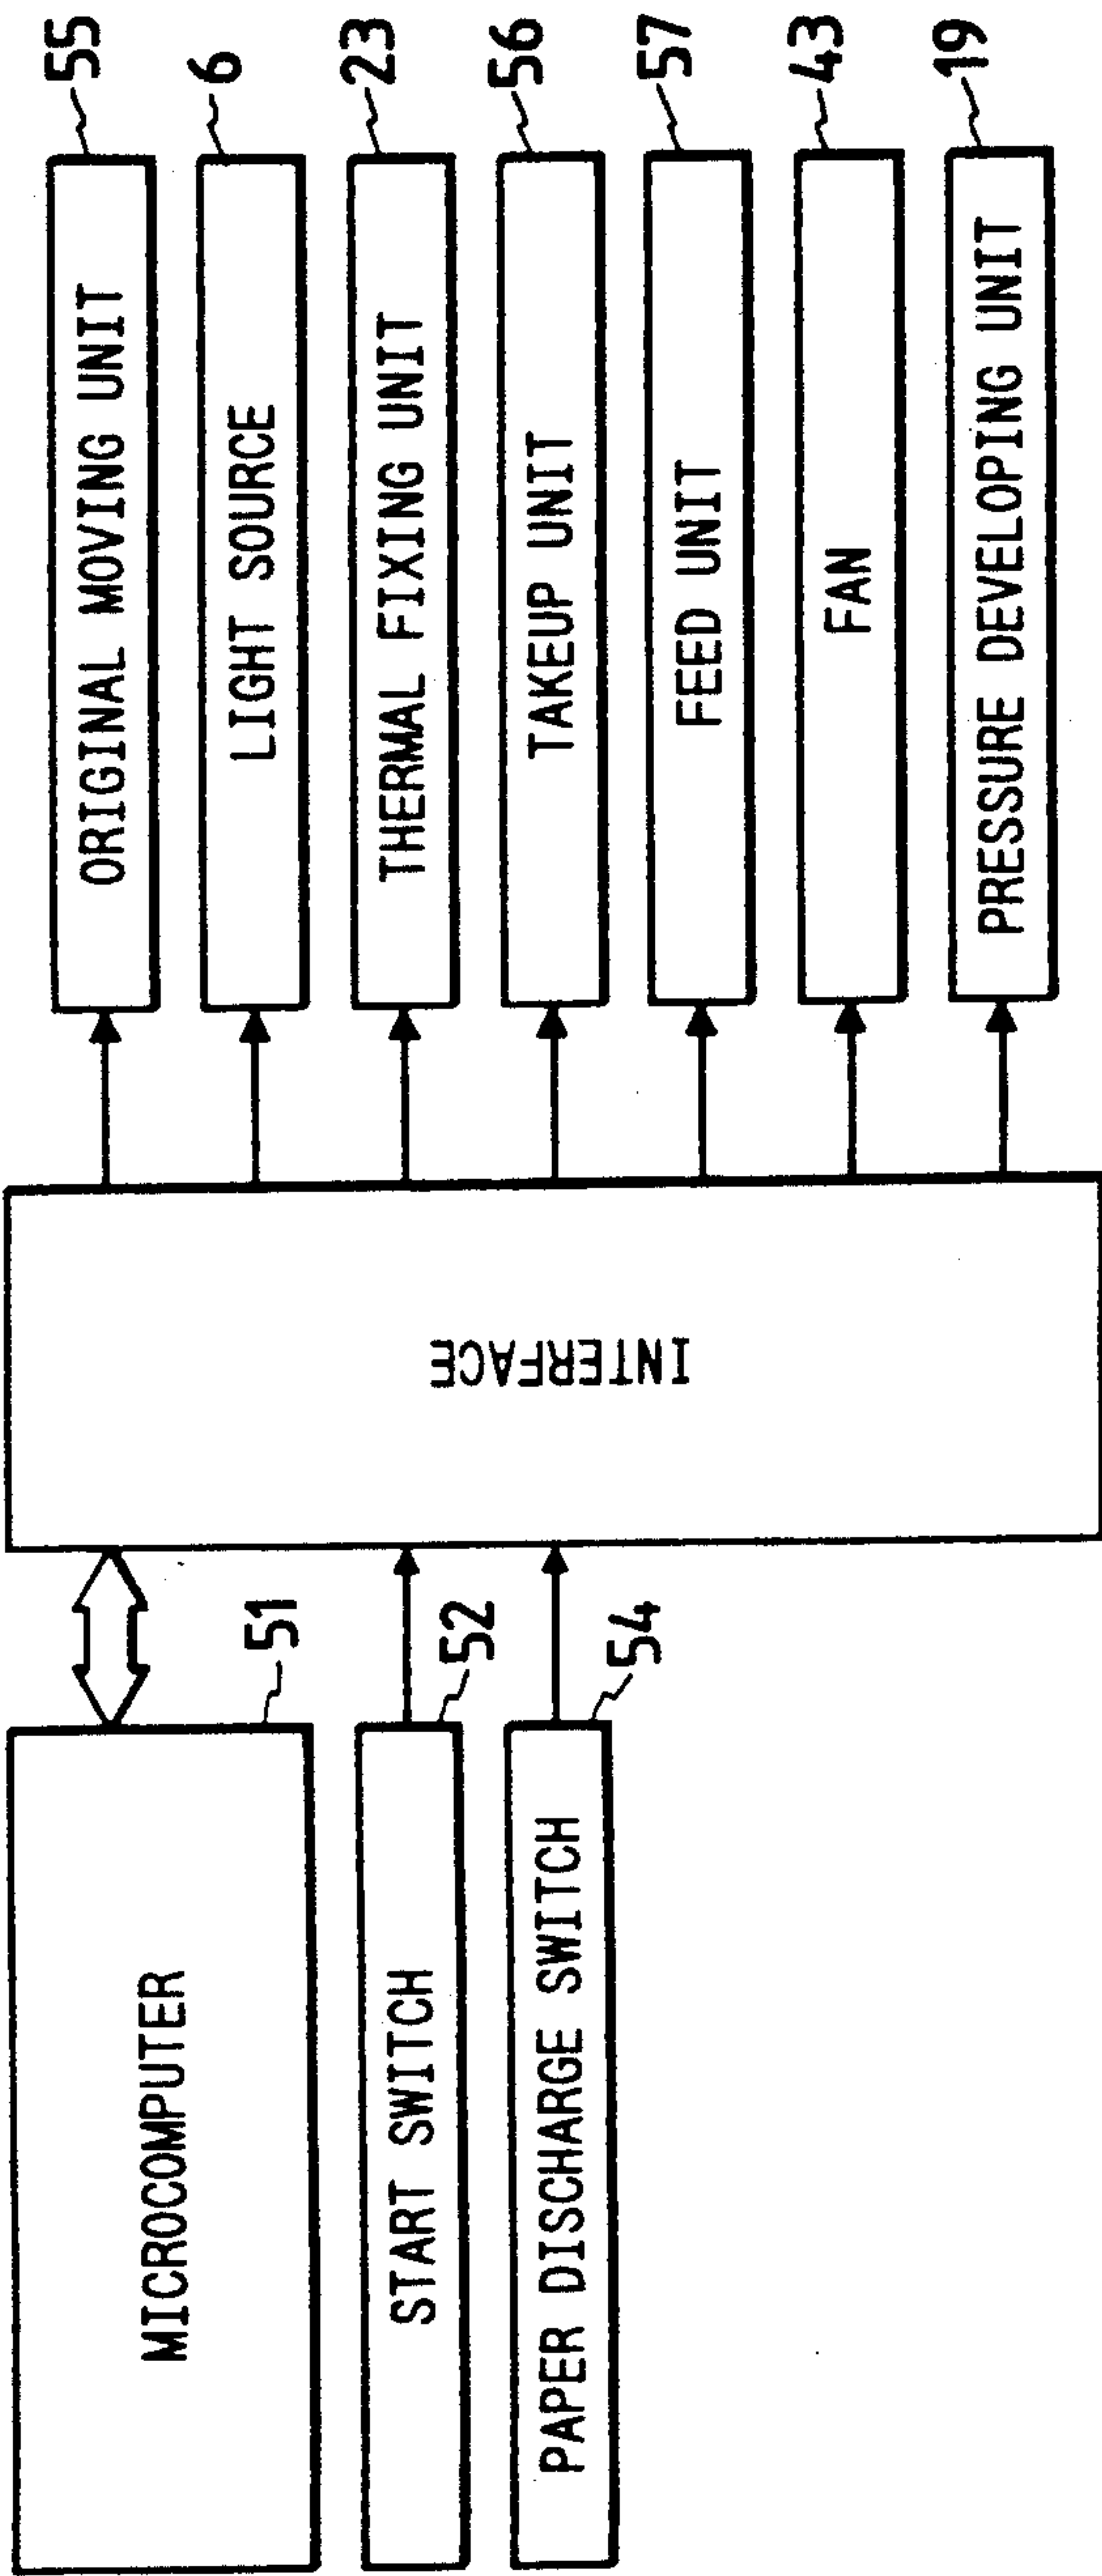 MICROCOMPUTER
51
START SWITCH
52
PAPER DISCHARGE SWITCH
54
INTERFACE
ORIGINAL MOVING UNIT
55
LIGHT SOURCE
6
THERMAL FIXING UNIT
23
TAKEUP UNIT
56
FEED UNIT
57
FAN
43
PRESSURE DEVELOPING UNIT
19